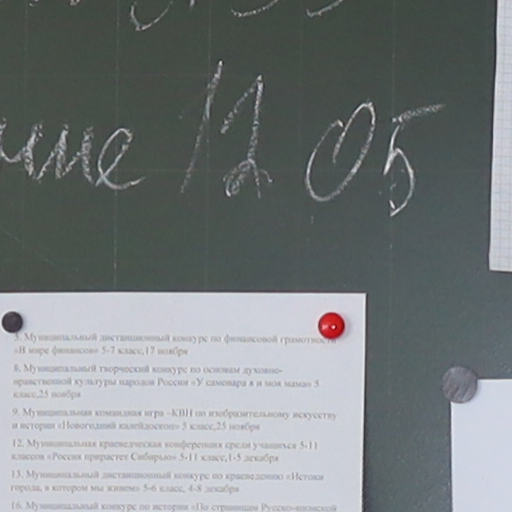 12 05
5. Муниципальный дистанционный конкурс по финансовой грамотности
«В мире финансов» 5-7 класс,17 ноября
8. Муниципальный творческий конкурс по основам духовно-
нравственной культуры народов России «У самовара я и моя мама» 5
класс,25 ноября
9. Муниципальная командная игра –КВН по изобразительному искусству
и истории «Новогодний калейдоскоп» 5 класс,25 ноября
12. Муниципальная краеведческая конференция среди учащихся 5-11
классов «Россия прирастет Сибирью» 5-11 класс,1-5 декабря
13. Муниципальный дистанционный конкурс по краеведению «Истоки
города, в котором мы живем» 5-6 класс, 4-8 декабря
16. Муниципальный конкурс по истории «По страницам Русско-японской